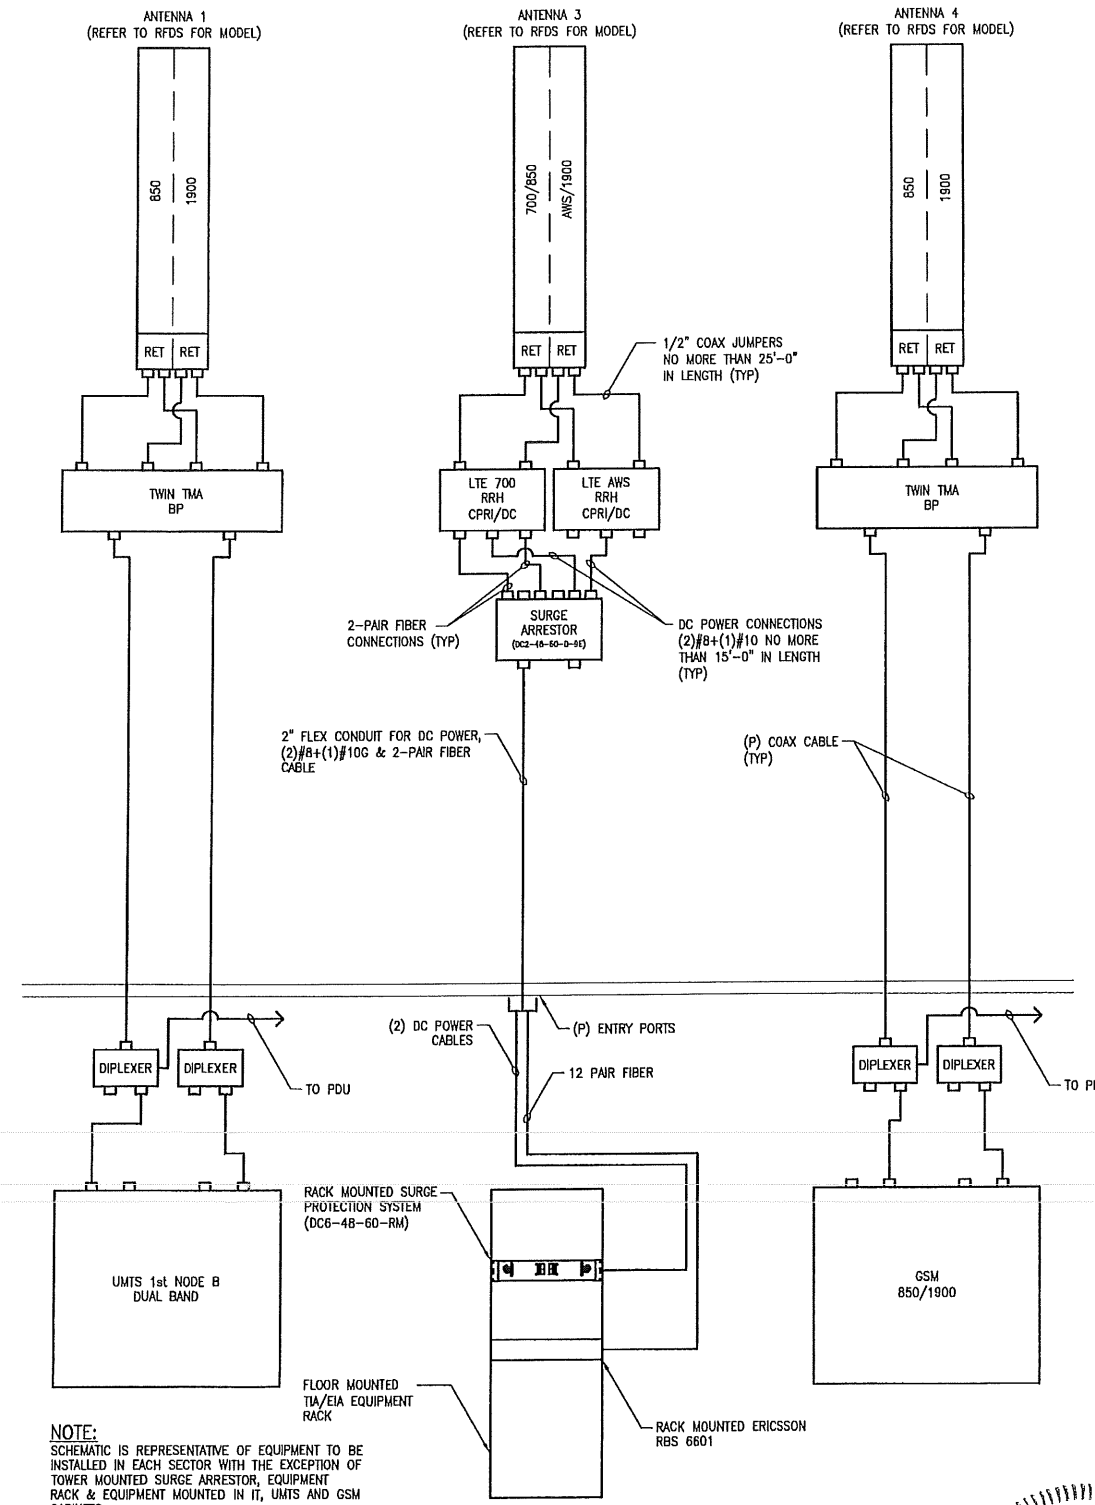 ANTENNA 1
(REFER TO RFDS FOR MODEL)
ANTENNA 3
(REFER TO RFDS FOR MODEL)
ANTENNA 4
(REFER TO RFDS FOR MODEL)
850
1900
700/850
AWS/1900
850
1900
RET
RET
RET
RET
RET
RET
1/2" COAX JUMPERS
NO MORE THAN 25'-0"
IN LENGTH (TYP)
TWIN TMA
BP
LTE 700
RRH
CPRI/DC
LTE AWS
RRH
CPRI/DC
TWIN TMA
BP
2-PAIR FIBER
CONNECTIONS (TYP)
SURGE
ARRESTOR
(DC2-48-60-0-9E)
DC POWER CONNECTIONS
(2)#8+(1)#10 NO MORE
THAN 15'-0" IN LENGTH
(TYP)
2" FLEX CONDUIT FOR DC POWER,
(2)#8+(1)#10G & 2-PAIR FIBER
CABLE
(P) COAX CABLE
(TYP)
(2) DC POWER
CABLES
(P) ENTRY PORTS
12 PAIR FIBER
DIPLEXER
DIPLEXER
TO PDU
DIPLEXER
DIPLEXER
TO
RACK MOUNTED SURGE
PROTECTION SYSTEM
(DC6-48-60-RM)
UMTS 1st NODE B
DUAL BAND
GSM
850/1900
FLOOR MOUNTED
TIA/EIA EQUIPMENT
RACK
RACK MOUNTED ERICSSON
RBS 6601
NOTE:
SCHEMATIC IS REPRESENTATIVE OF EQUIPMENT TO BE
INSTALLED IN EACH SECTOR WITH THE EXCEPTION OF
TOWER MOUNTED SURGE ARRESTOR, EQUIPMENT
RACK & EQUIPMENT MOUNTED IN IT, UMTS AND GSM